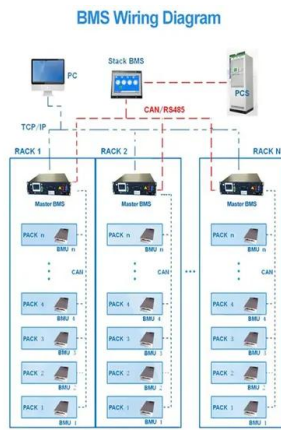 BMS Wiring Diagram
PC
Stack BMS
PCS
CAN/RS485
TCP/IP
RACK 1
RACK 2
RACK N
Master BMS
Master BMS
Master BMS
PACK n
BMU n
PACK n
BMU n
PACK n
BMU n
CAN
CAN
CAN
PACK 4
BMU 4
PACK 4
BMU 4
PACK 4
BMU 4
PACK 3
BMU 3
PACK 3
BMU 3
PACK 3
BMU 3
PACK 2
BMU 2
PACK 2
BMU 2
PACK 2
BMU 2
PACK 1
BMU 1
PACK 1
BMU 1
PACK 1
BMU 1